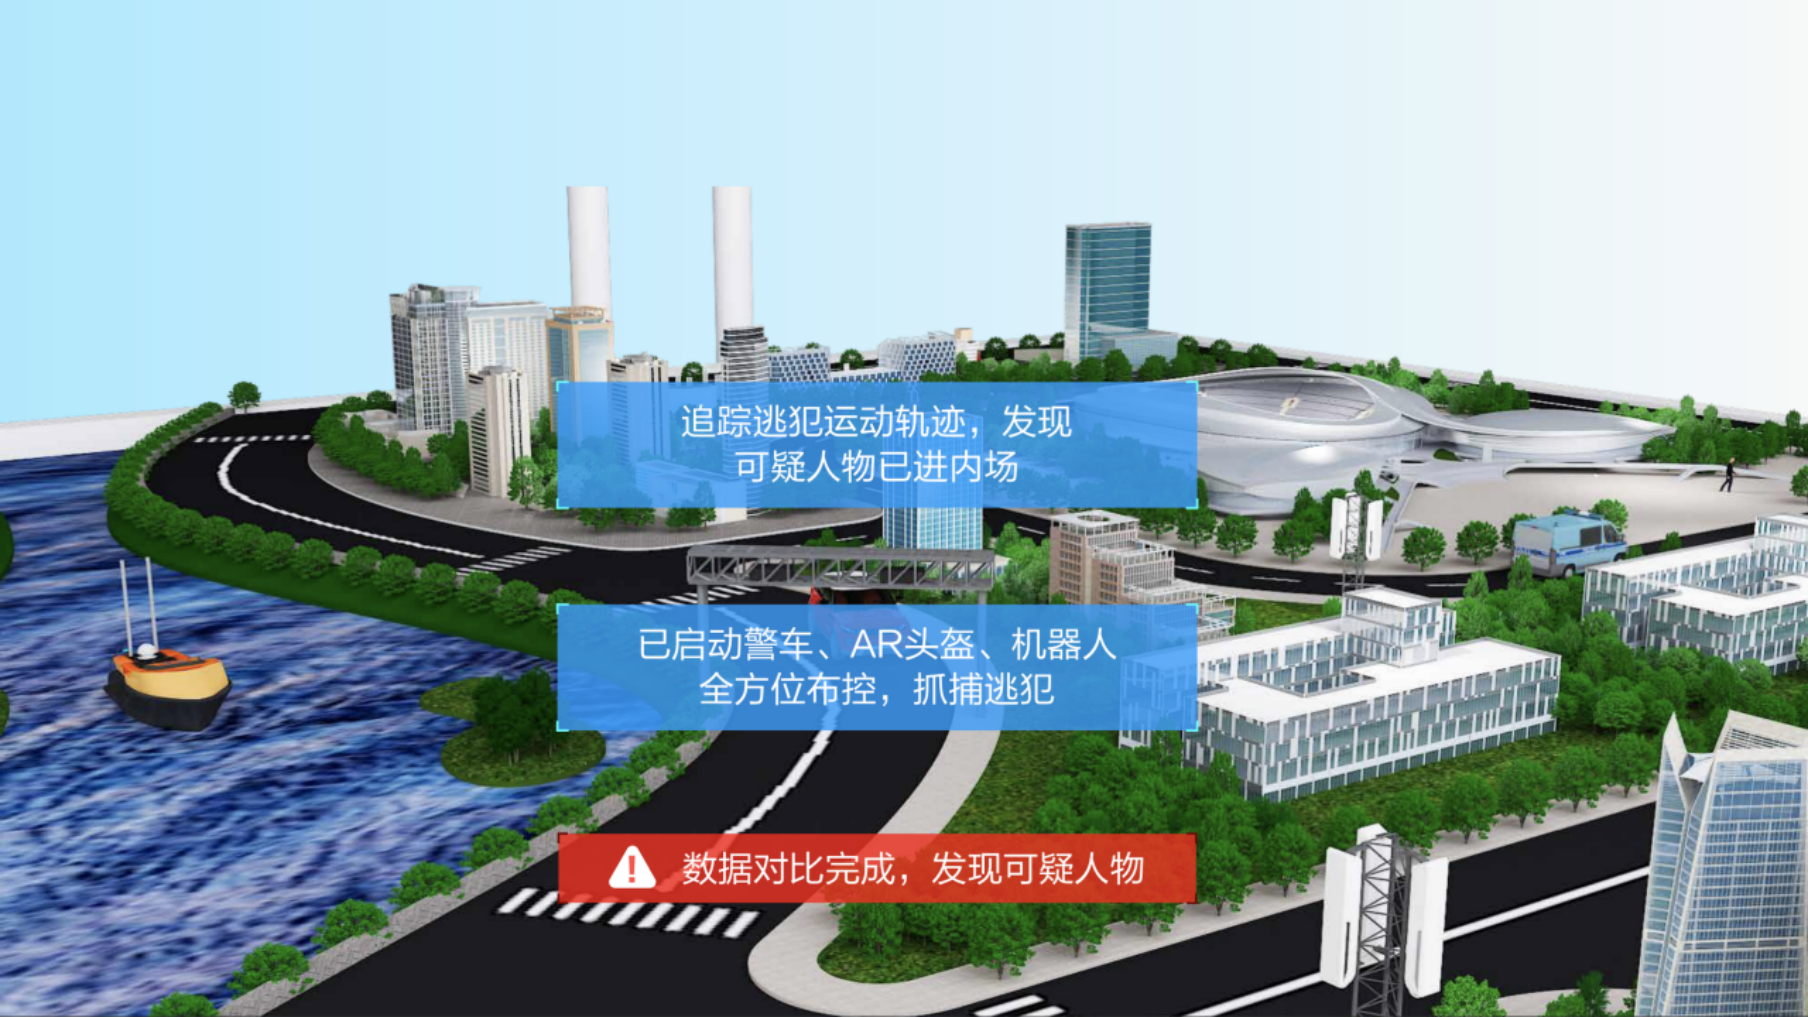 追踪逃犯运动轨迹，发现
可疑人物已进内场
已启动警车、AR头盔、机器人
全方位布控，抓捕逃犯
数据对比完成，发现可疑人物